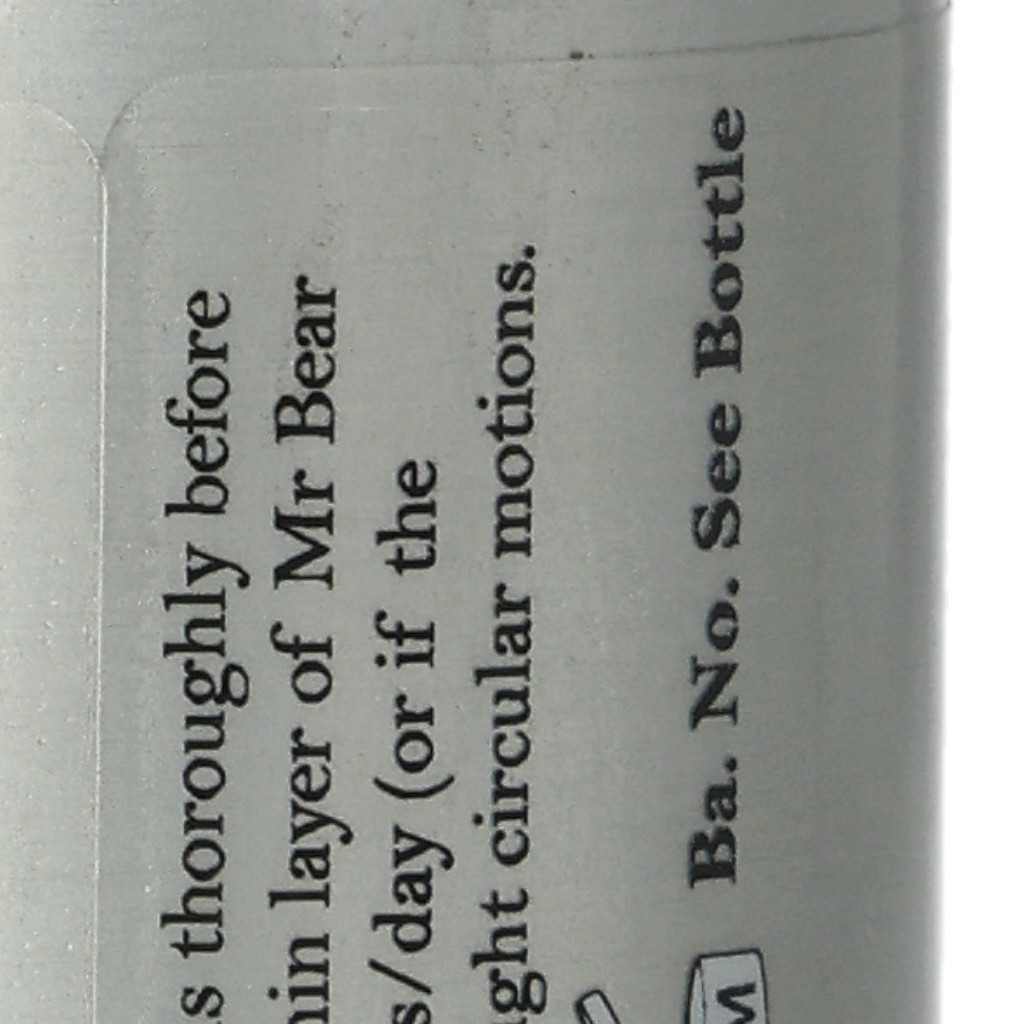 s thoroughly before
in layer of Mr Bear
s/day (or if the
ght circular motions.
Ba. No. See Bottle
M